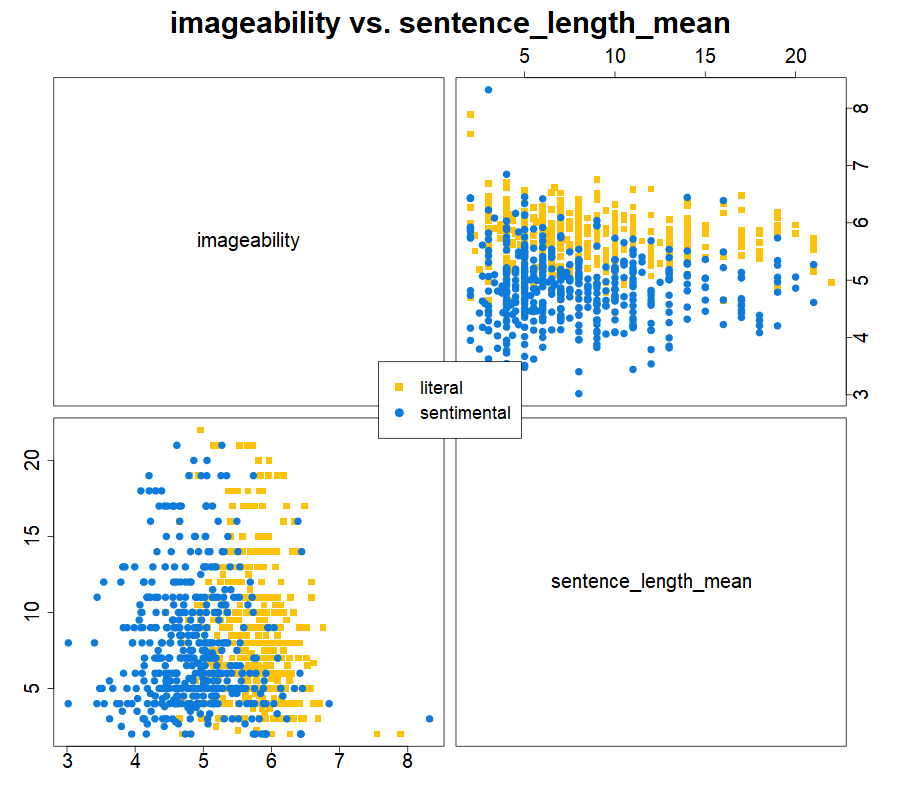 imageability vs. sentence_length_mean
5 10 15 20
imageability
8
7
6
5
4
3
literal
sentimental
20
15
10
5
sentence_length_mean
3 4 5 6 7 8